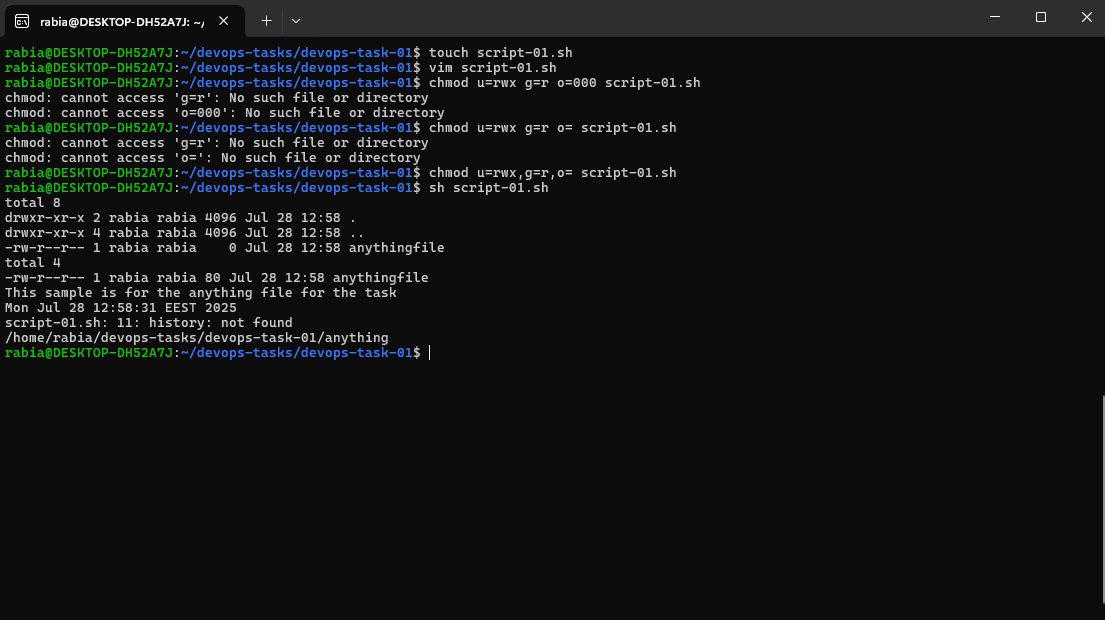 rabia@DESKTOP-DH52A7J: ~/
rabia@DESKTOP-DH52A7J:~/devops-tasks/devops-task-01$ touch script-01.sh
rabia@DESKTOP-DH52A7J:~/devops-tasks/devops-task-01$ vim script-01.sh
rabia@DESKTOP-DH52A7J:~/devops-tasks/devops-task-01$ chmod u=rwx g=r o=000 script-01.sh
chmod: cannot access 'g=r': No such file or directory
chmod: cannot access 'o=000': No such file or directory
rabia@DESKTOP-DH52A7J:~/devops-tasks/devops-task-01$ chmod u=rwx g=r o= script-01.sh
chmod: cannot access 'g=r': No such file or directory
chmod: cannot access 'o=': No such file or directory
rabia@DESKTOP-DH52A7J:~/devops-tasks/devops-task-01$ chmod u=rwx,g=r,o= script-01.sh
rabia@DESKTOP-DH52A7J:~/devops-tasks/devops-task-01$ sh script-01.sh
total 8
drwxr-xr-x 2 rabia rabia 4096 Jul 28 12:58 .
drwxr-xr-x 4 rabia rabia 4096 Jul 28 12:58 ..
-rw-r--r-- 1 rabia rabia    0 Jul 28 12:58 anythingfile
total 4
-rw-r--r-- 1 rabia rabia 80 Jul 28 12:58 anythingfile
This sample is for the anything file for the task
Mon Jul 28 12:58:31 EEST 2025
script-01.sh: 11: history: not found
/home/rabia/devops-tasks/devops-task-01/anything
rabia@DESKTOP-DH52A7J:~/devops-tasks/devops-task-01$